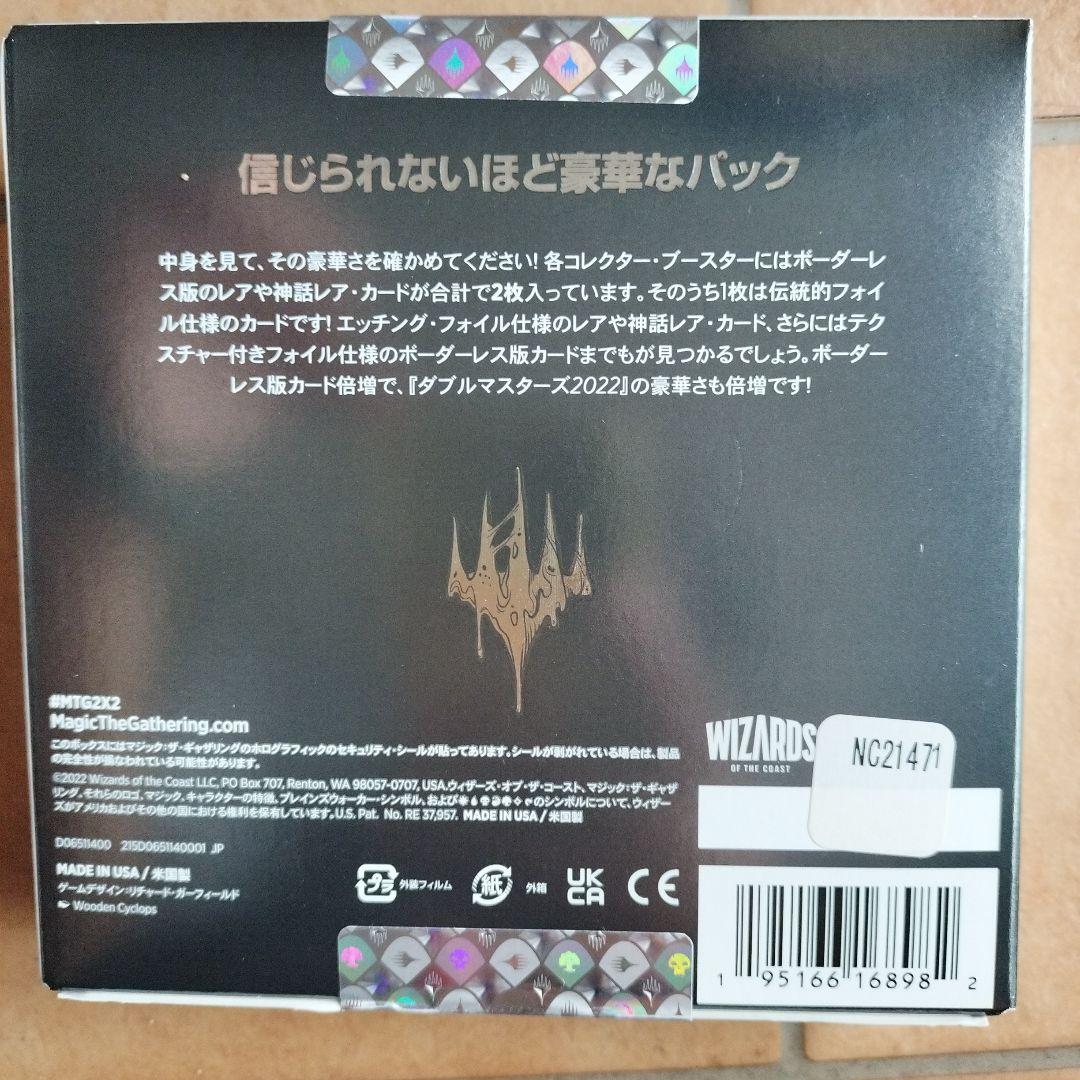 信じられないほど豪華なパック
中身を見て、その豪華さを確かめてください! 各コレクター・ブースターにはボーダーレ
ス版のレアや神話レア・カードが合計で2枚入っています。そのうち1枚は伝統的フォイ
ル仕様のカードです! エッチング・フォイル仕様のレアや神話レア・カード、さらにはテク
スチャー付きフォイル仕様のボーダーレス版カードまでもが見つかるでしょう。ボーダー
レス版カード倍増で、『ダブルマスターズ2022』の豪華さも倍増です!
#MTG2X2
MagicTheGathering.com
このボックスにはマジック:ザ・ギャザリングのホログラフィックのセキュリティ・シールが貼ってあります。シールが剥がれている場合は、製品
の完全性が損なわれている可能性があります。
©2022 Wizards of the Coast LLC, PO Box 707, Renton, WA 98057-0707, USA.ウィザーズ・オブ・ザ・コースト、マジック:ザ・ギャザ
リング、それらのロゴ、マジック、キャラクターの特徴、プレインズウォーカー・シンボル、および のシンボルについて、ウィザー
ズがアメリカおよびその他の国における権利を保有しています。U.S. Pat. No. RE 37,957. MADE IN USA / 米国製
D06511400 215D0651140001 JP
MADE IN USA / 米国製
ゲームデザイン:リチャード・ガーフィールド
Wooden Cyclops
プラ 外装フィルム
紙 外箱
UK
CA
CE
WIZARDS
OF THE COAST
NC21471
1 95166 16898 2